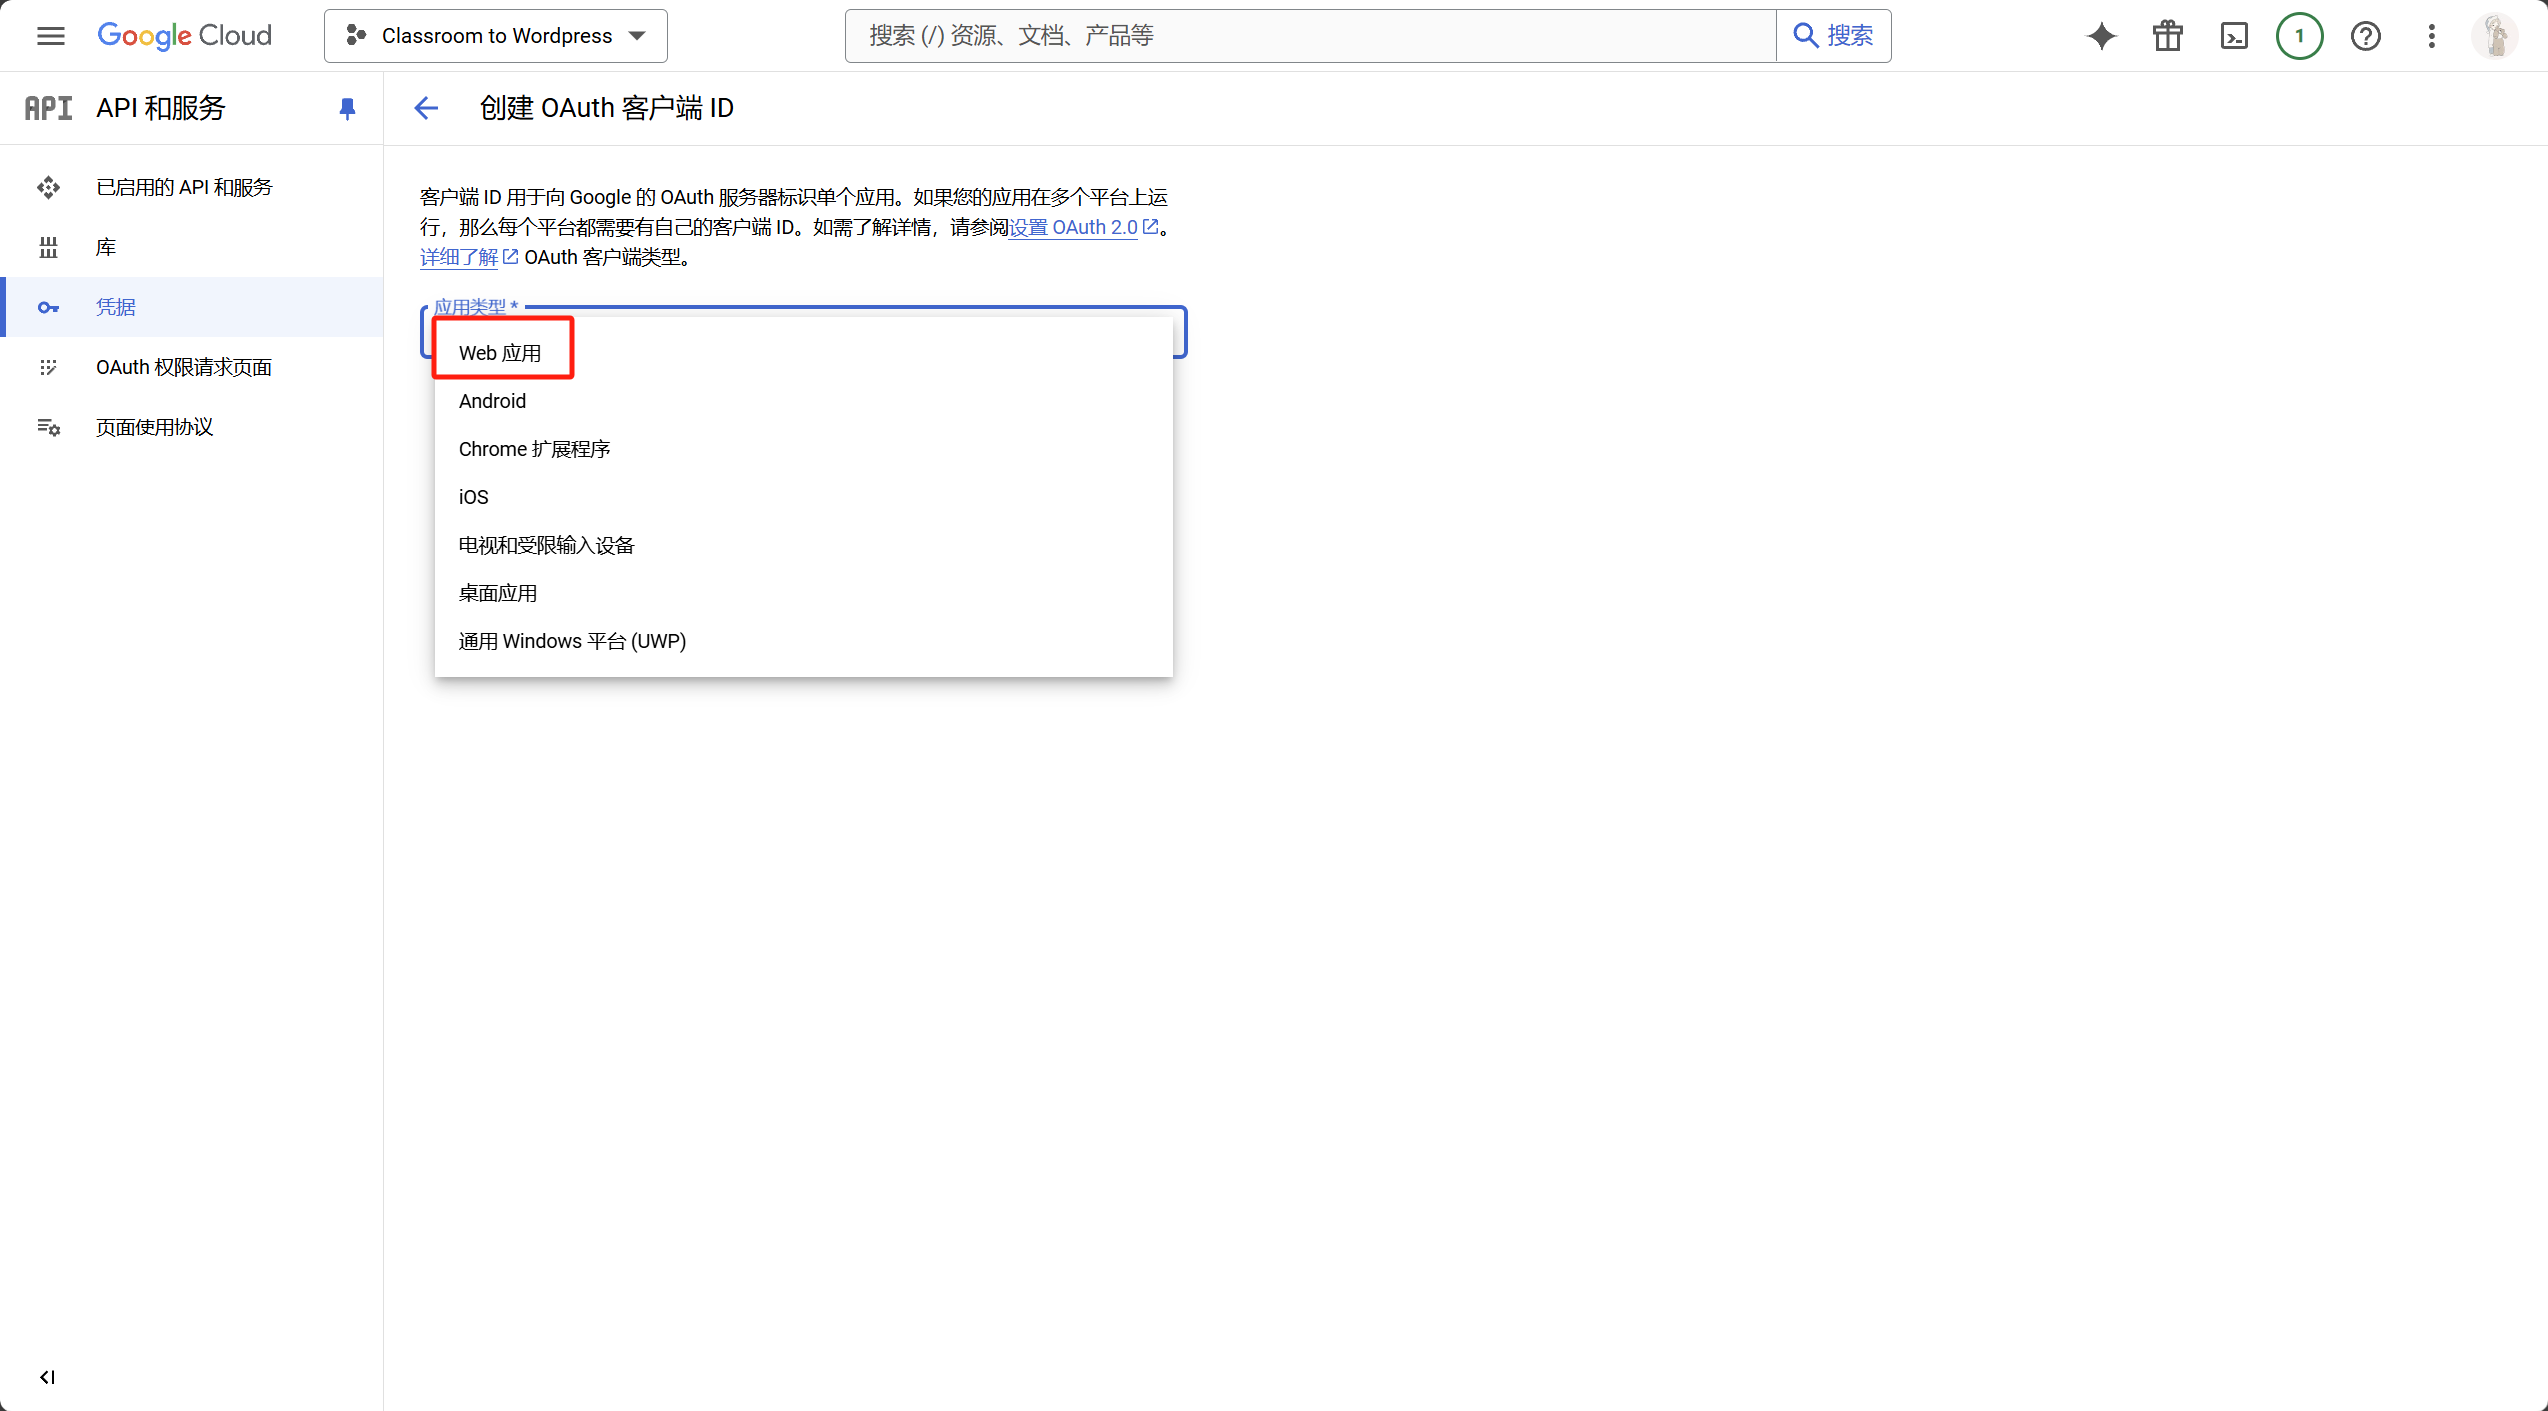 Google Cloud
Classroom to Wordpress
搜索 (/) 资源、文档、产品等
搜索
1
API
API 和服务
创建 OAuth 客户端 ID
已启用的 API 和服务
库
凭据
OAuth 权限请求页面
页面使用协议
客户端 ID 用于向 Google 的 OAuth 服务器标识单个应用。如果您的应用在多个平台上运
行，那么每个平台都需要有自己的客户端 ID。如需了解详情，请参阅设置 OAuth 2.0。
详细了解 OAuth 客户端类型。
应用类型 *
Web 应用
Android
Chrome 扩展程序
iOS
电视和受限输入设备
桌面应用
通用 Windows 平台 (UWP)